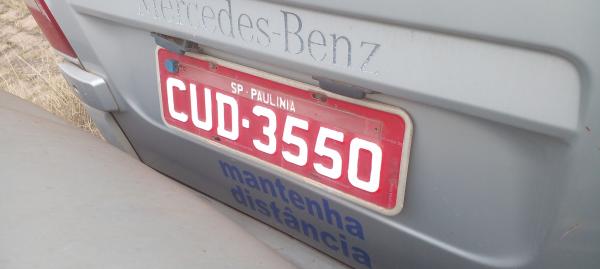 Mercedes-Benz
SP - PAULINIA
CUD-3550
mantenha
distância